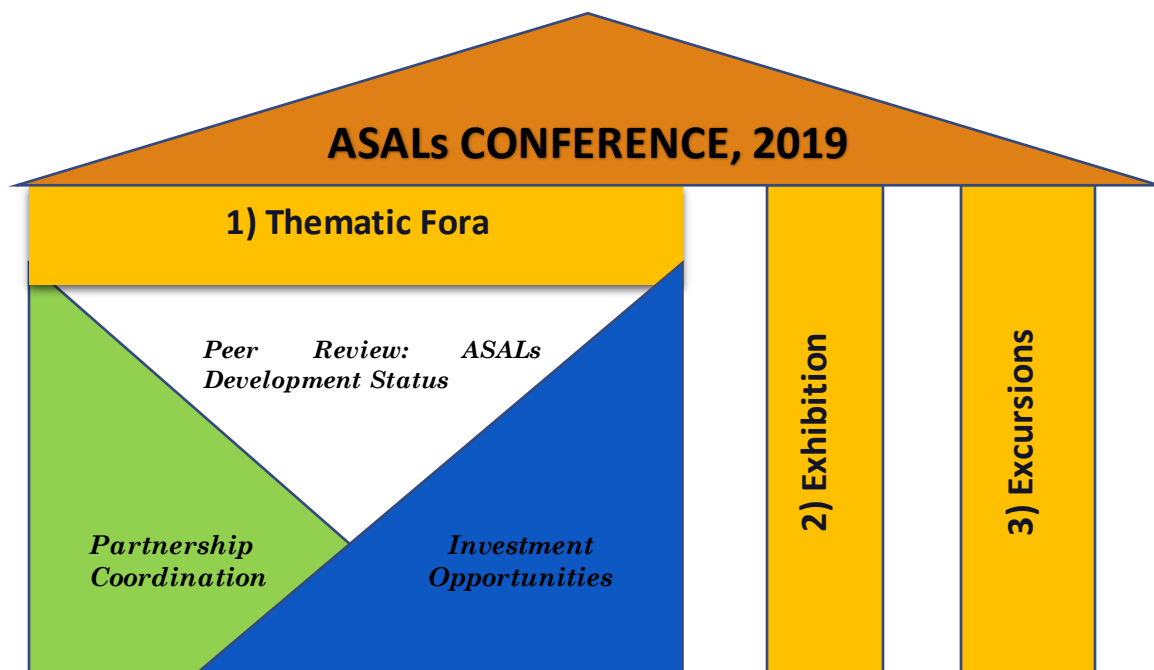 ASALs CONFERENCE, 2019
1) Thematic Fora
Peer Review: ASALs
Development Status
Partnership
Coordination
Investment
Opportunities
2) Exhibition
3) Excursions